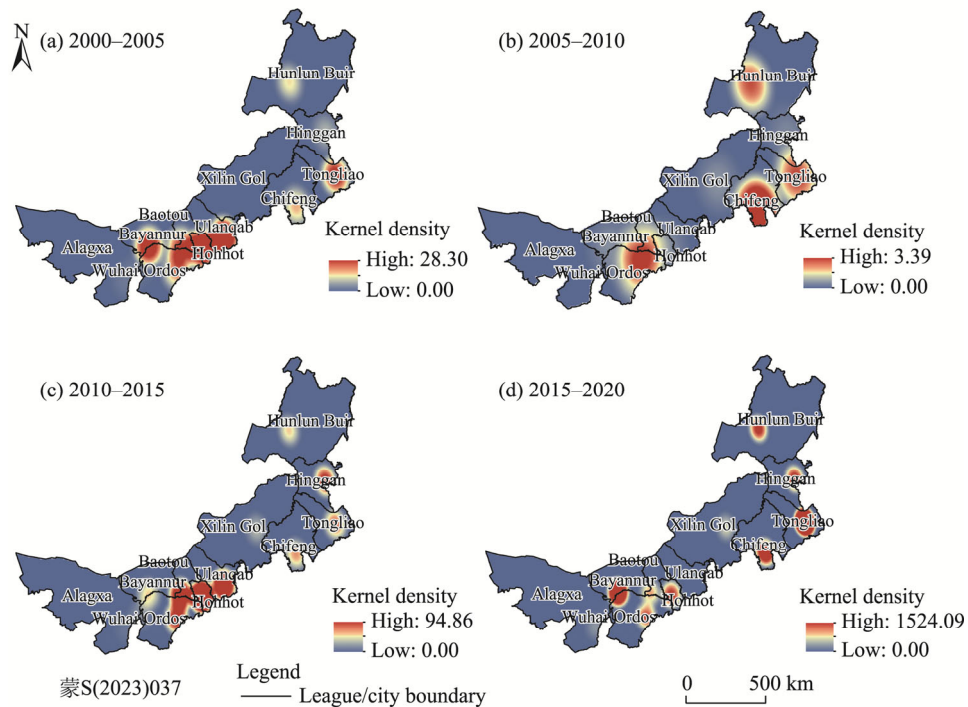 N
(a) 2000–2005
Hunlun Buir
Hinggan
Xilin Gol
Tongliao
Chifeng
Baotou
Ulanqab
Bayannur
Alagxa
Hohhot
Wuhai Ordos
Kernel density
High: 28.30
Low: 0.00
(b) 2005–2010
Hunlun Buir
Hinggan
Xilin Gol
Tongliao
Chifeng
Baotou
Ulanqab
Bayannur
Alagxa
Hohhot
Wuhai Ordos
Kernel density
High: 3.39
Low: 0.00
(c) 2010–2015
Hunlun Buir
Hinggan
Xilin Gol
Tongliao
Chifeng
Baotou
Ulanqab
Bayannur
Alagxa
Hohhot
Wuhai Ordos
Kernel density
High: 94.86
Low: 0.00
(d) 2015–2020
Hunlun Buir
Hinggan
Xilin Gol
Tongliao
Chifeng
Baotou
Ulanqab
Bayannur
Alagxa
Hohhot
Wuhai Ordos
Kernel density
High: 1524.09
Low: 0.00
蒙S(2023)037
Legend
League/city boundary
0 500 km